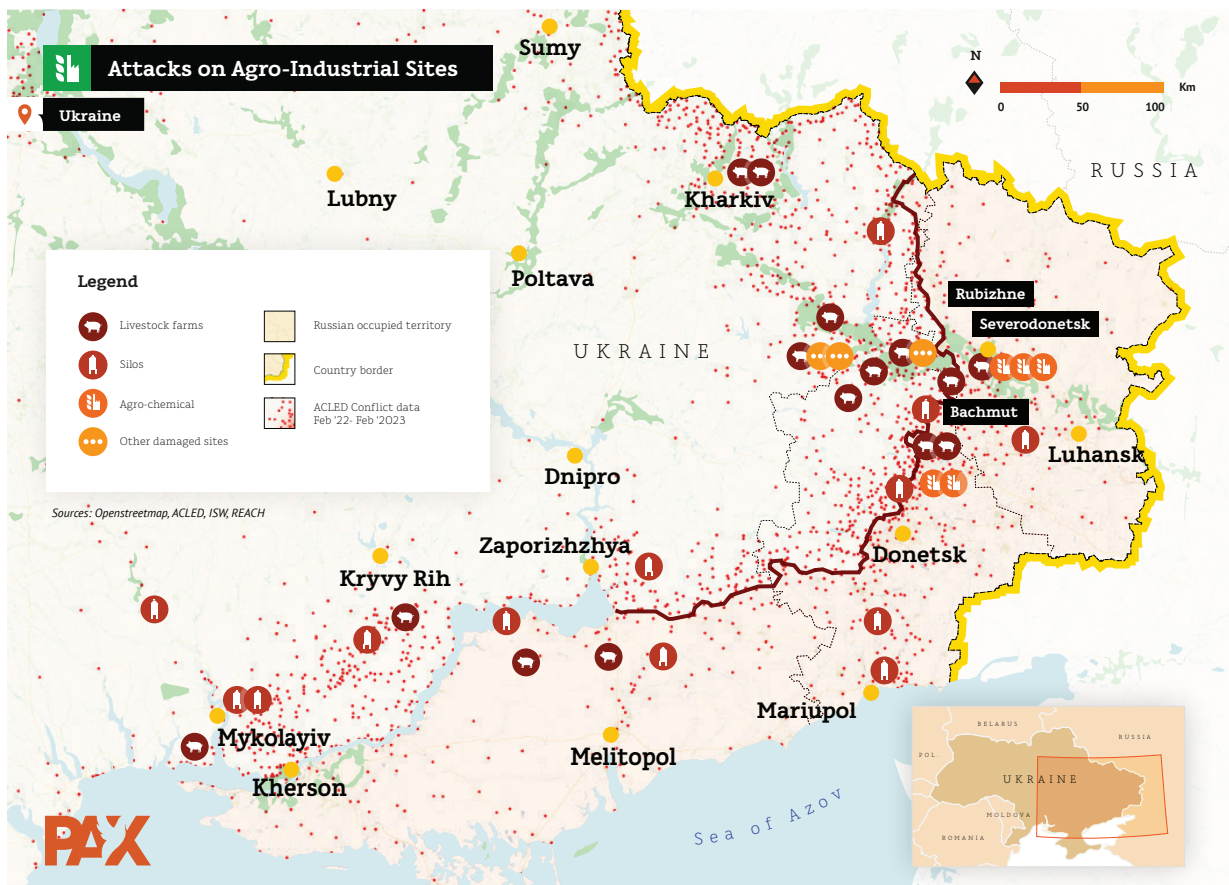 Sumy
Attacks on Agro-Industrial Sites
Ukraine
N
Km
0 50 100
RUSSIA
Lubny
Kharkiv
Poltava
Legend
Livestock farms
Silos
Agro-chemical
Other damaged sites
Russian occupied territory
Country border
ACLED Conflict data
Feb '22- Feb '2023
Sources: Openstreetmap, ACLED, ISW, REACH
UKRAINE
Rubizhne
Severodonetsk
Bachmut
Luhansk
Dnipro
Zaporizhzhya
Donetsk
Kryvy Rih
Mariupol
Mykolayiv
Melitopol
Kherson
Sea of Azov
PAX
BELARUS
RUSSIA
POL.
UKRAINE
MOLDOVA
ROMANIA